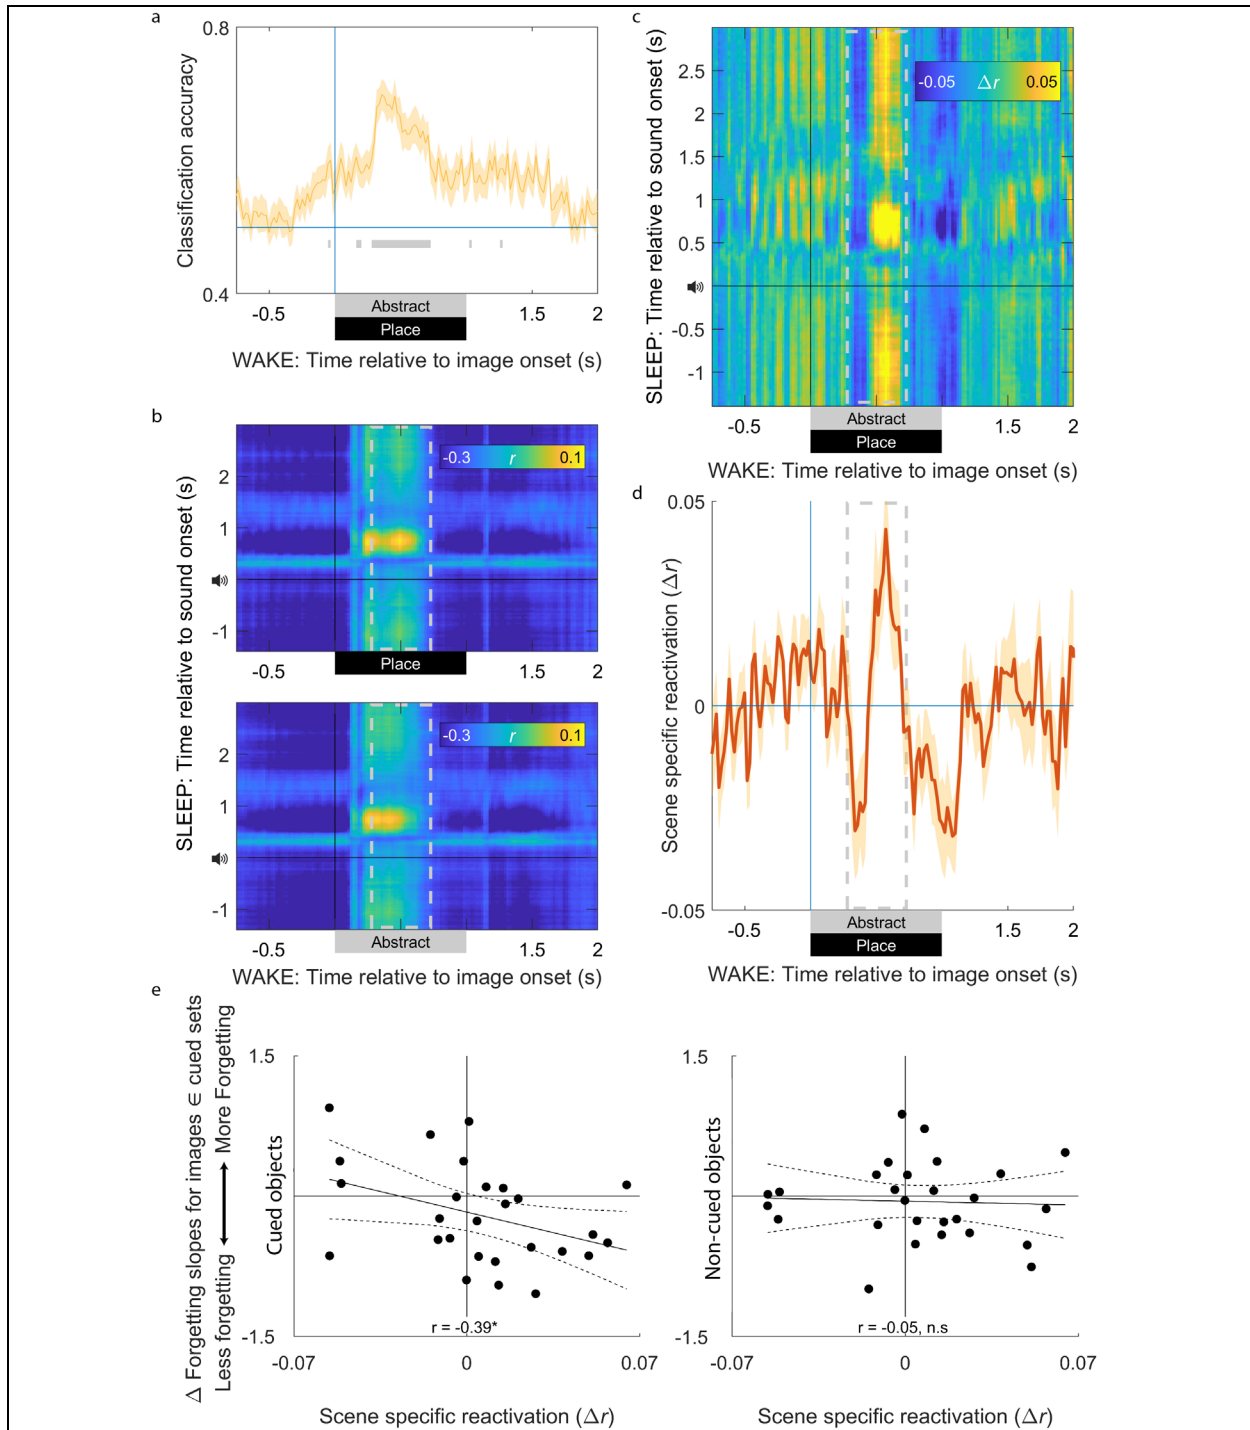 a
0.8
Classification accuracy
0.4
Abstract
Place
-0.5
1.5
2
WAKE: Time relative to image onset (s)
b
SLEEP: Time relative to sound onset (s)
2
1
-1
-0.3 r 0.1
-0.5
Place
1.5
2
2
1
-1
-0.3 r 0.1
-0.5
Abstract
1.5
2
WAKE: Time relative to image onset (s)
c
SLEEP: Time relative to sound onset (s)
2.5
2
1.5
1
0.5
-0.5
-1
-0.05 Δr 0.05
Abstract
Place
-0.5
1.5
2
WAKE: Time relative to image onset (s)
d
0.05
Scene specific reactivation (Δr)
0
-0.05
Abstract
Place
-0.5
1.5
2
WAKE: Time relative to image onset (s)
e
Δ Forgetting slopes for images ∈ cued sets
Less forgetting
More Forgetting
1.5
Cued objects
-1.5
r = -0.39*
-0.07
0
0.07
Scene specific reactivation (Δr)
1.5
Non-cued objects
-1.5
r = -0.05, n.s
-0.07
0
0.07
Scene specific reactivation (Δr)